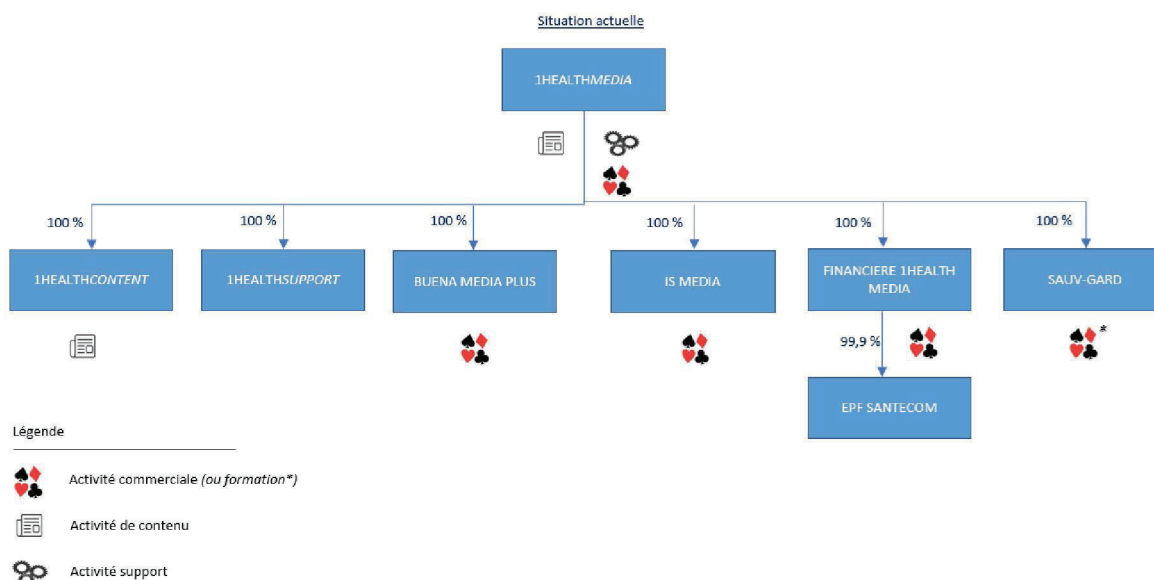 Situation actuelle
1HEALTHMEDIA
100 %
100 %
100 %
100 %
100 %
100 %
1HEALTHCONTENT
1HEALTHSUPPORT
BUENA MEDIA PLUS
IS MEDIA
FINANCIERE 1HEALTH
MEDIA
SAUV-GARD
*
99,9 %
EPF SANTECOM
Légende
Activité commerciale (ou formation*)
Activité de contenu
Activité support